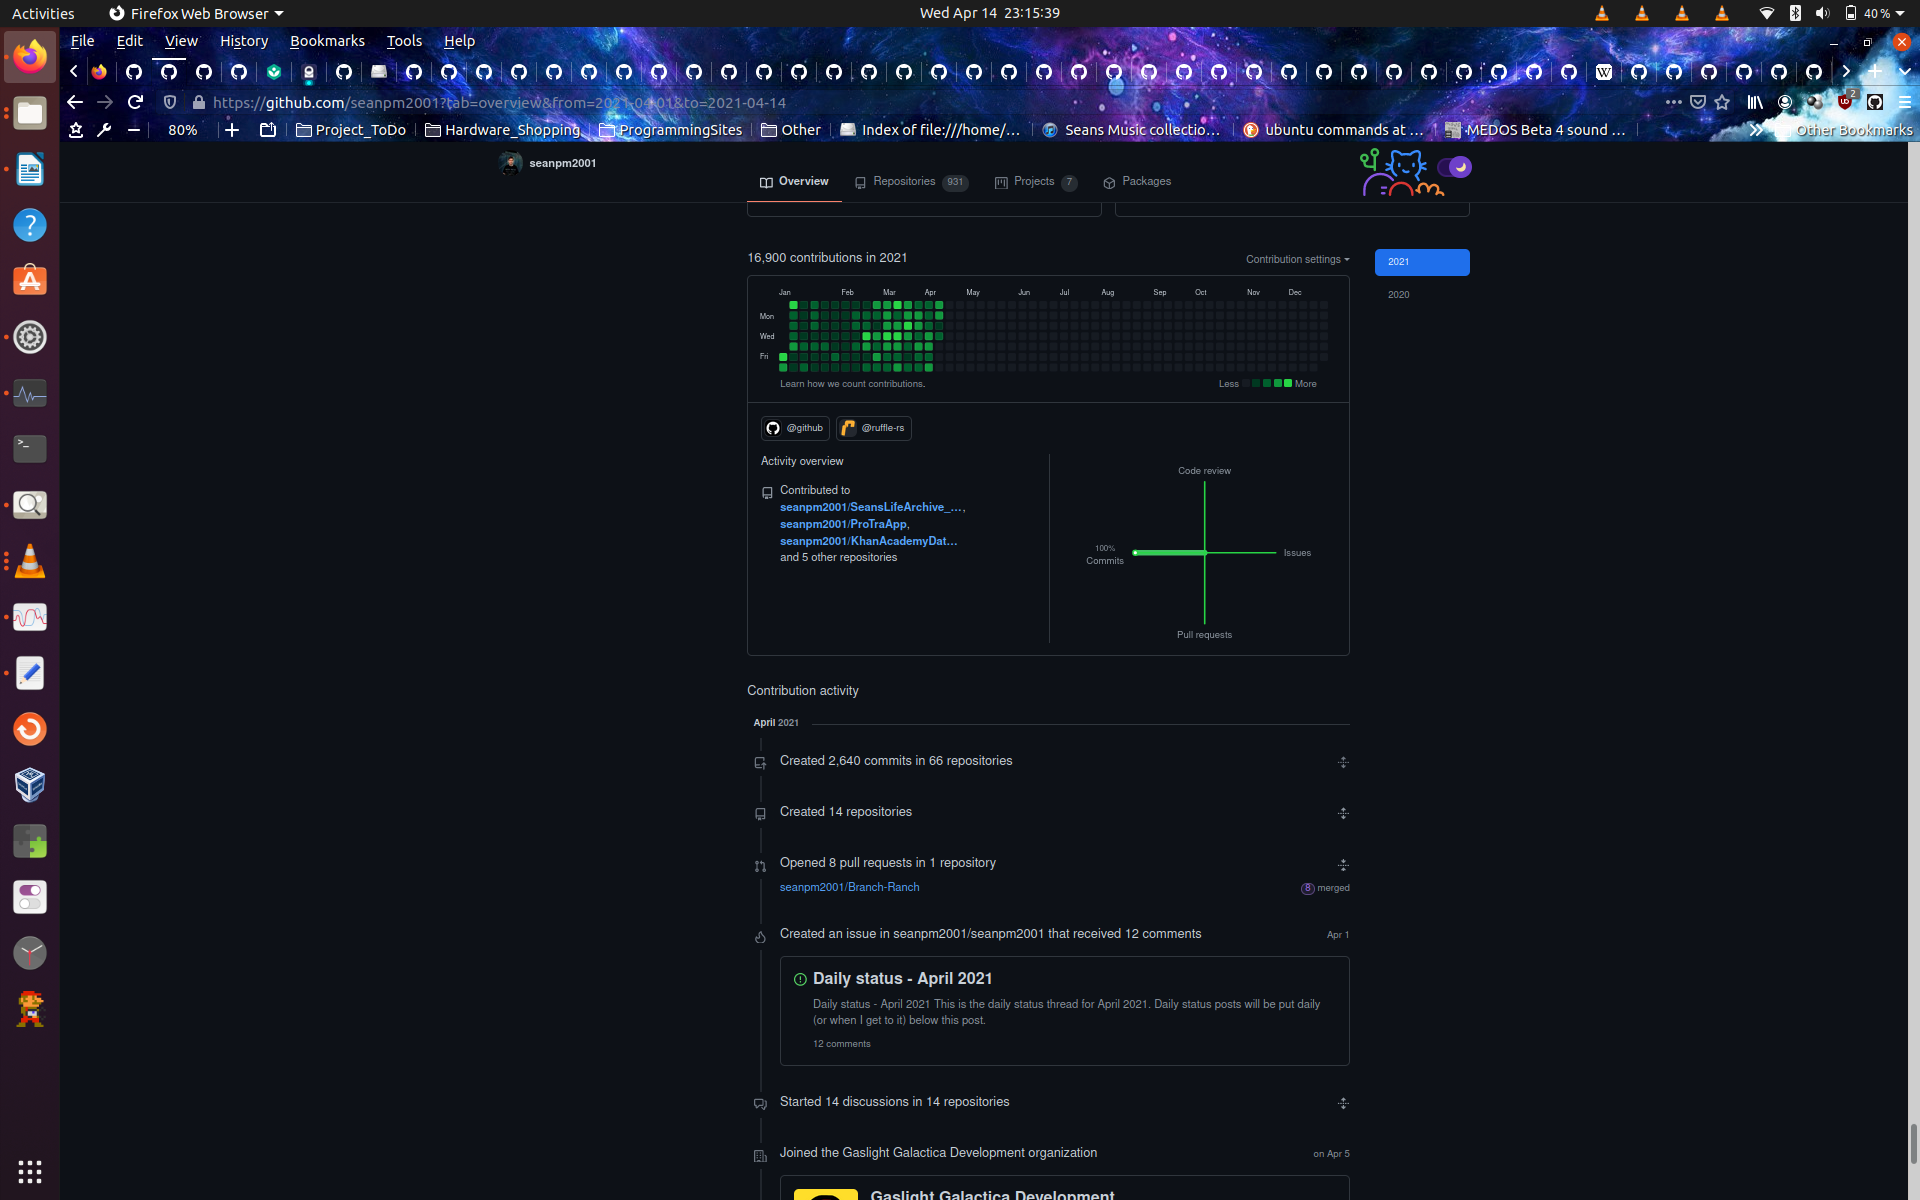 Activities
Firefox Web Browser
Wed Apr 14 23:15:39
40 %
File Edit View History Bookmarks Tools Help
https://github.com/seanpm2001?tab=overview&from=2021-04-01&to=2021-04-14
2
80%
Project_ToDo
Hardware_Shopping
ProgrammingSites
Other
Index of file:///home/...
Seans Music collectio...
ubuntu commands at ...
MEDOS Beta 4 sound ...
Other Bookmarks
seanpm2001
Overview
Repositories 931
Projects 7
Packages
16,900 contributions in 2021
Contribution settings
2021
2020
Jan Feb Mar Apr May Jun Jul Aug Sep Oct Nov Dec
Mon
Wed
Fri
Learn how we count contributions.
Less More
@github
@ruffle-rs
Activity overview
Contributed to
seanpm2001/SeansLifeArchive_...,
seanpm2001/ProTraApp,
seanpm2001/KhanAcademyDat...
and 5 other repositories
Code review
100%
Commits
Issues
Pull requests
Contribution activity
April 2021
Created 2,640 commits in 66 repositories
Created 14 repositories
Opened 8 pull requests in 1 repository
seanpm2001/Branch-Ranch
8 merged
Created an issue in seanpm2001/seanpm2001 that received 12 comments
Apr 1
Daily status - April 2021
Daily status - April 2021 This is the daily status thread for April 2021. Daily status posts will be put daily
(or when I get to it) below this post.
12 comments
Started 14 discussions in 14 repositories
Joined the Gaslight Galactica Development organization
on Apr 5
Gaslight Galactica Development